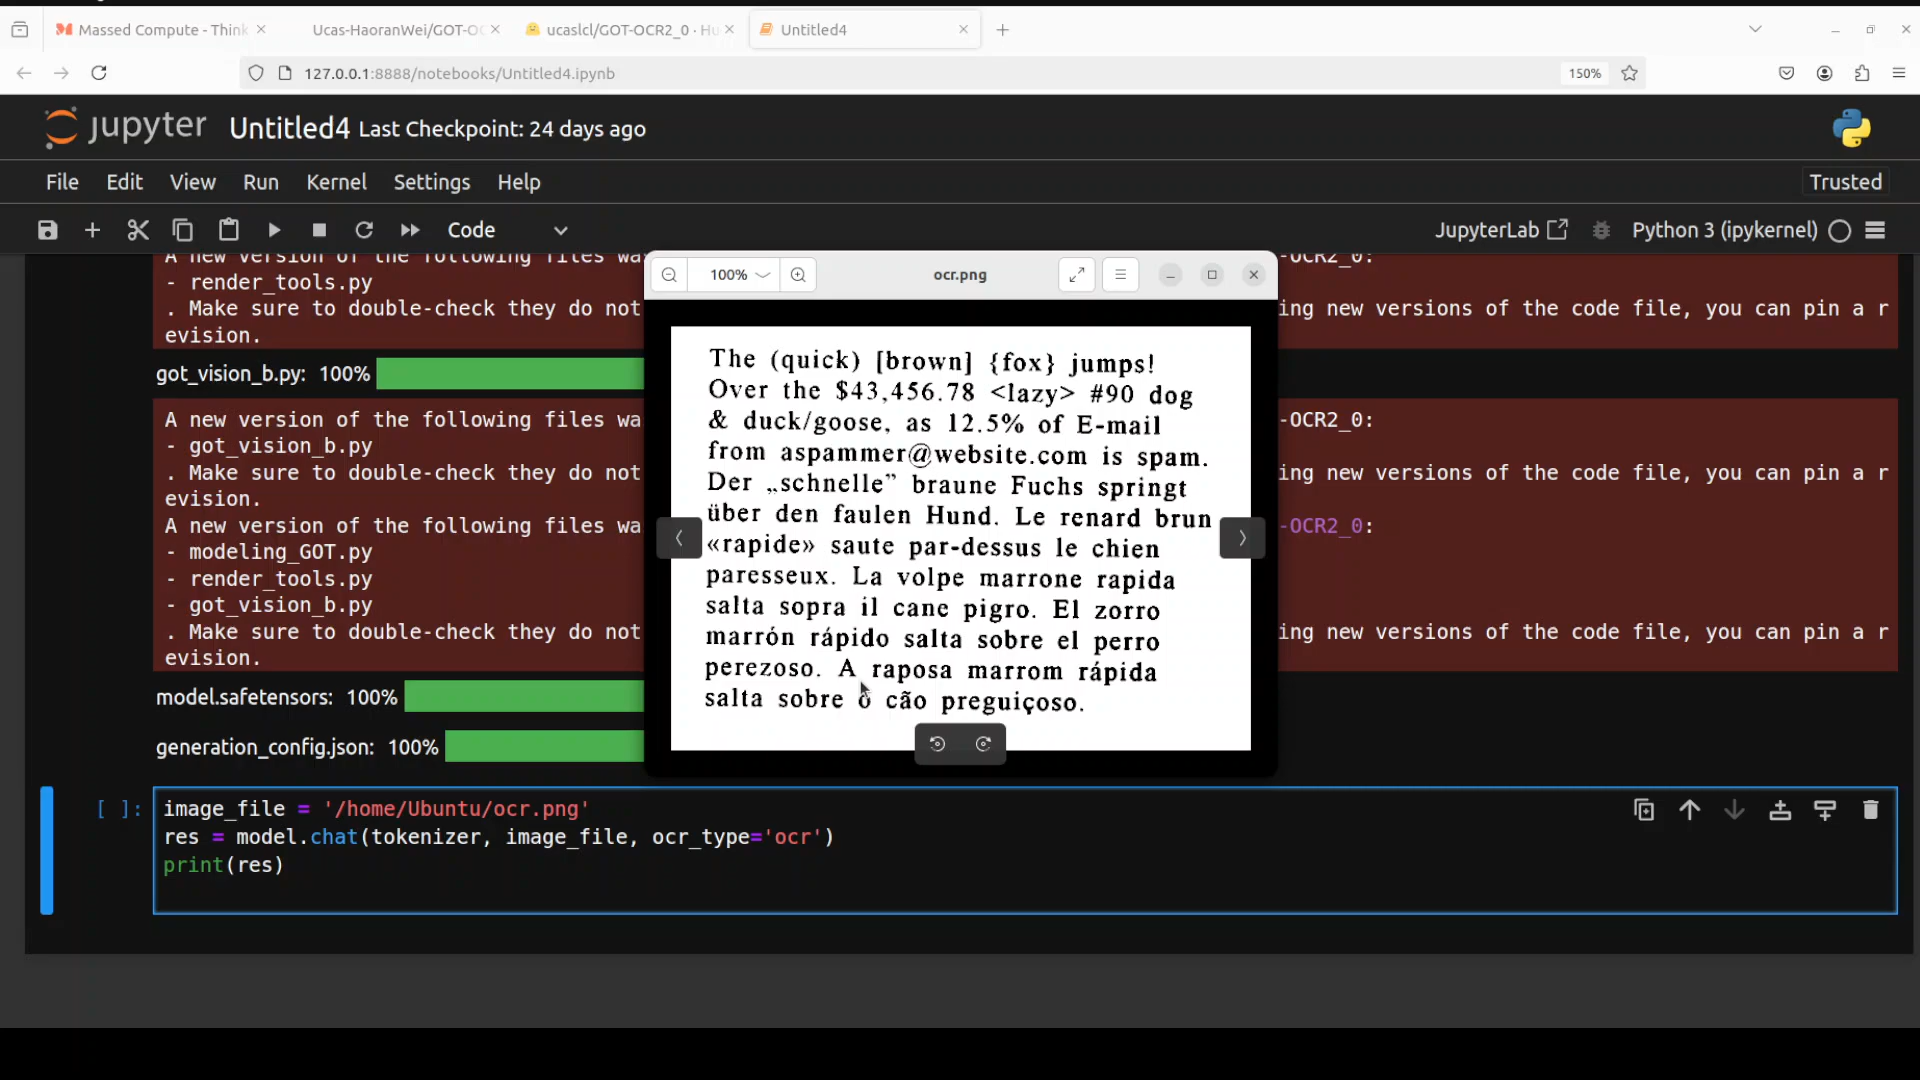 Massed Compute - Think
Ucas-HaoranWei/GOT-OC
ucaslcl/GOT-OCR2_0 · Hu
Untitled4
127.0.0.1:8888/notebooks/Untitled4.ipynb
150%
jupyter Untitled4 Last Checkpoint: 24 days ago
File Edit View Run Kernel Settings Help
Trusted
Code
JupyterLab
Python 3 (ipykernel)
A new version of the following files wa
-OCR2_0:
- render_tools.py
. Make sure to double-check they do not
ing new versions of the code file, you can pin a r
evision.
got_vision_b.py: 100%
A new version of the following files wa
-OCR2_0:
- got_vision_b.py
. Make sure to double-check they do not
ing new versions of the code file, you can pin a r
evision.
A new version of the following files wa
-OCR2_0:
- modeling_GOT.py
- render_tools.py
- got_vision_b.py
. Make sure to double-check they do not
ing new versions of the code file, you can pin a r
evision.
model.safetensors: 100%
generation_config.json: 100%
100%
ocr.png
The (quick) [brown] {fox} jumps!
Over the $43,456.78 <lazy> #90 dog
& duck/goose, as 12.5% of E-mail
from aspammer@website.com is spam.
Der „schnelle” braune Fuchs springt
über den faulen Hund. Le renard brun
«rapide» saute par-dessus le chien
paresseux. La volpe marrone rapida
salta sopra il cane pigro. El zorro
marrón rápido salta sobre el perro
perezoso. A raposa marrom rápida
salta sobre o cão preguiçoso.
[ ]:
image_file = '/home/Ubuntu/ocr.png'
res = model.chat(tokenizer, image_file, ocr_type='ocr')
print(res)